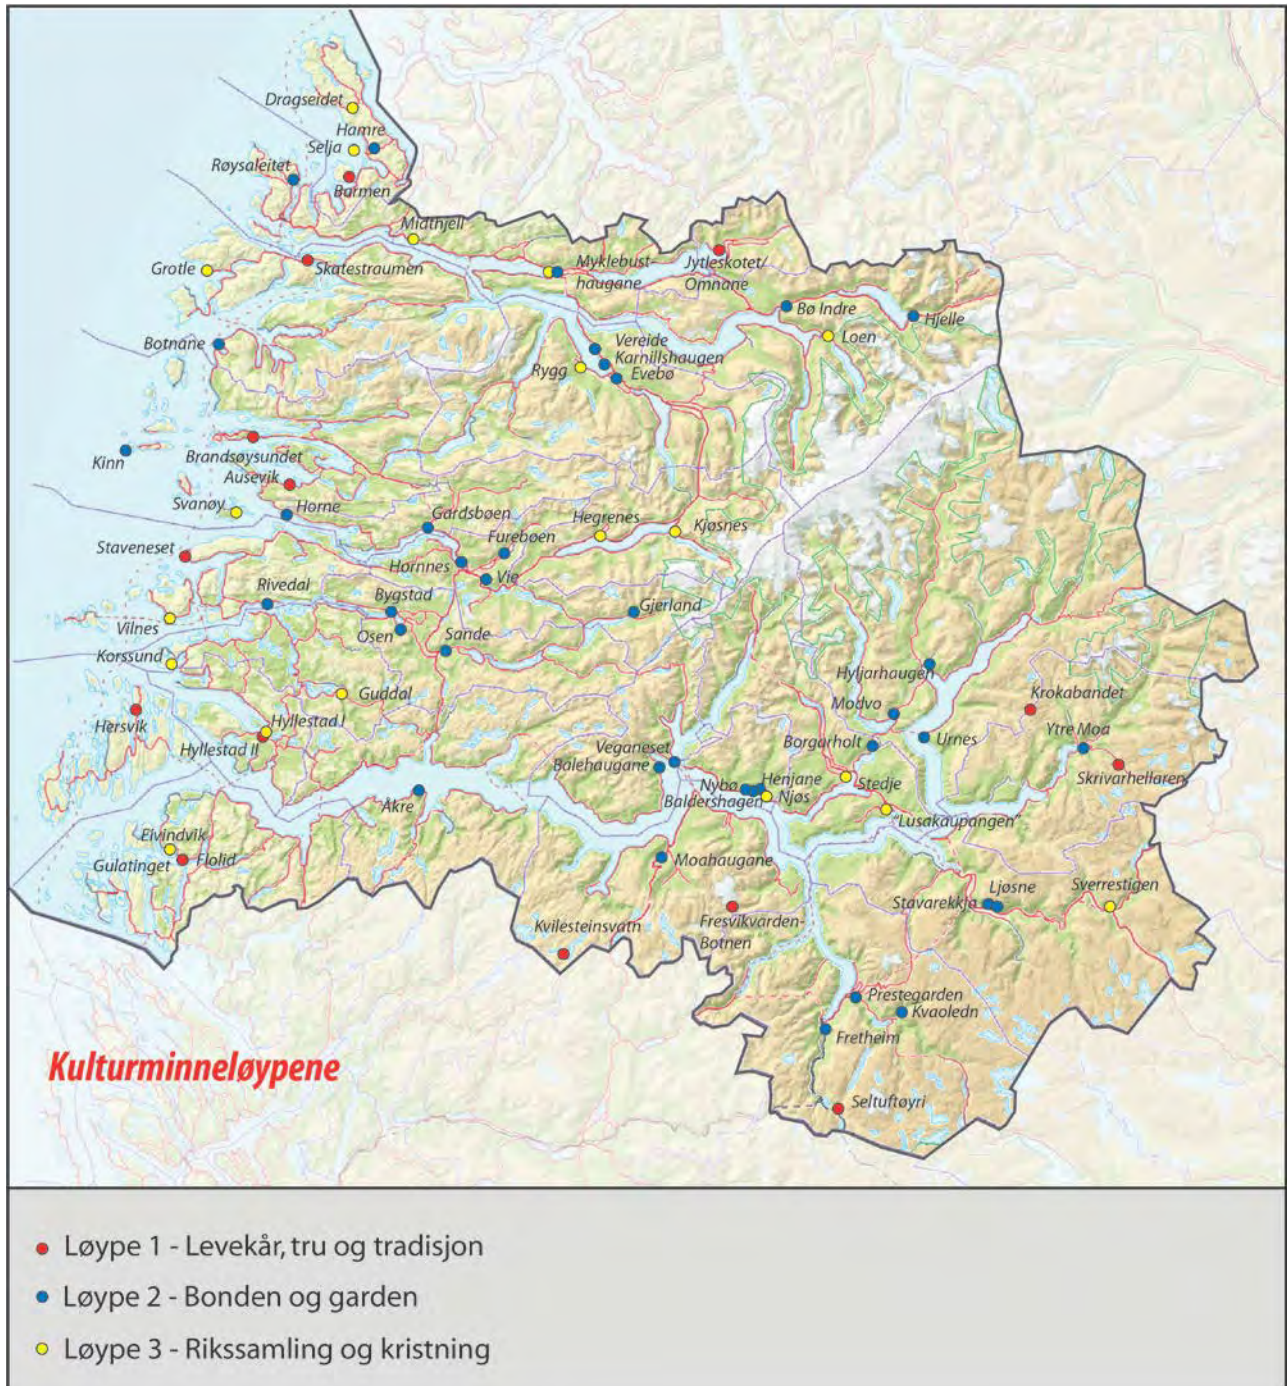 Dragseidet
Hamre
Selja
Røysaleitet
Barmen
Midthjell
Grotle
Skatestraumen
Myklebust-
haugane
Jytleskotet/
Omnane
Bø Indre
Hjelle
Loen
Botnane
Vereide
Karnillshaugen
Rygg
Evebø
Kinn
Brandsøysundet
Ausevik
Svanøy
Horne
Gardsbøen
Hegrenes
Kjøsnes
Furebøen
Staveneset
Hornnes
Vie
Rivedal
Bygstad
Gjerland
Vilnes
Osen
Sande
Korssund
Hyljarhaugen
Guddal
Krokabandet
Hersvik
Modvo
Hyllestad I
Hyllestad II
Ytre Moa
Urnes
Borgarholt
Veganeset
Balehaugane
Skrivarhellaren
Stedje
Nybø
Henjane
Baldershagen
Njøs
Åkre
"Lusakaupangen"
Eivindvik
Gulatinget
Flolid
Moahaugane
Ljøsne
Stavarekkja
Sverrestigen
Fresvikvarden-
Botnen
Kvilesteinsvatn
Prestegarden
Kvaoledn
Fretheim
Seltuftøyri
Kulturminneløypene
Løype 1 - Levekår, tru og tradisjon
Løype 2 - Bonden og garden
Løype 3 - Rikssamling og kristning